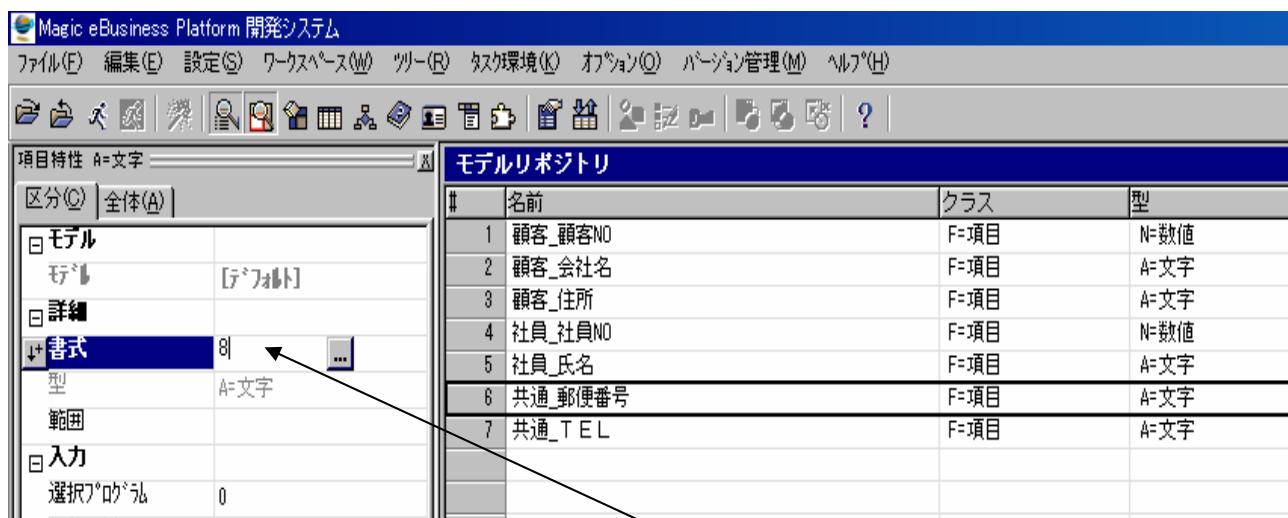 Magic eBusiness Platform 開発システム
ファイル(F) 編集(E) 設定(S) ワークスペース(W) ツリー(R) タスク環境(K) オプション(O) バージョン管理(M) ヘルプ(H)
項目特性 A=文字
区分(C) 全体(A)
モデル
モデル [デフォルト]
詳細
書式 8
型 A=文字
範囲
入力
選択プログラム 0
モデルリポジトリ
# 名前 クラス 型
1 顧客_顧客NO F=項目 N=数値
2 顧客_会社名 F=項目 A=文字
3 顧客_住所 F=項目 A=文字
4 社員_社員NO F=項目 N=数値
5 社員_氏名 F=項目 A=文字
6 共通_郵便番号 F=項目 A=文字
7 共通_ＴＥＬ F=項目 A=文字